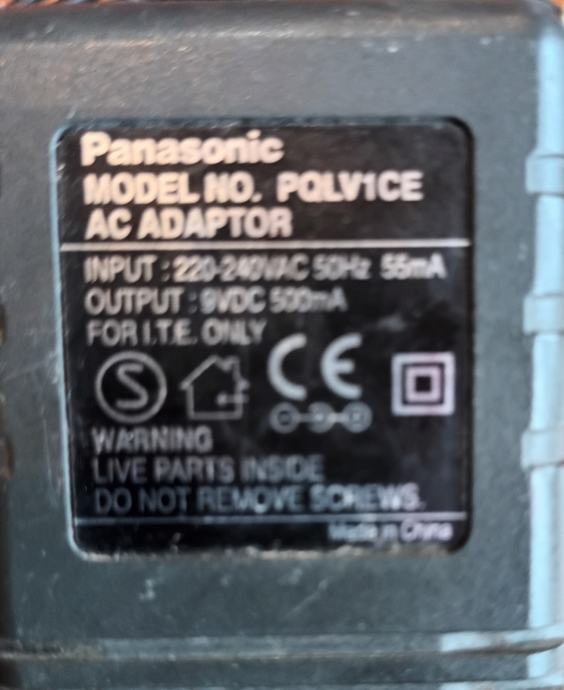 Panasonic
MODEL NO. PQLV1CE
AC ADAPTOR
INPUT : 220-240VAC 50Hz 55mA
OUTPUT : 9VDC 500mA
FOR I.T.E. ONLY
S CE
WARNING
LIVE PARTS INSIDE
DO NOT REMOVE SCREWS.
Made in China